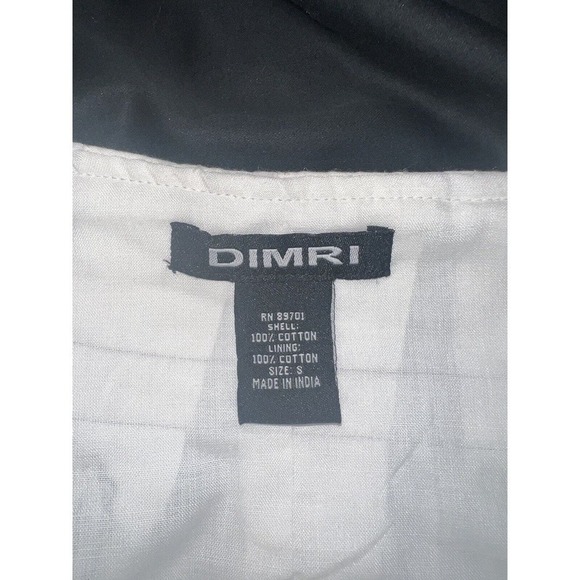 DIMRI
RN 89701
SHELL:
100% COTTON
LINING:
100% COTTON
SIZE: S
MADE IN INDIA